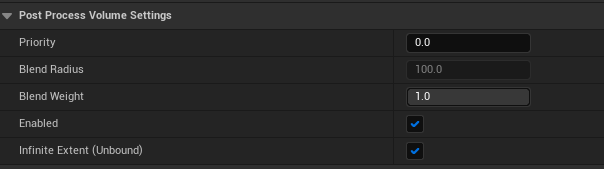 Post Process Volume Settings
Priority 0.0
Blend Radius 100.0
Blend Weight 1.0
Enabled
Infinite Extent (Unbound)